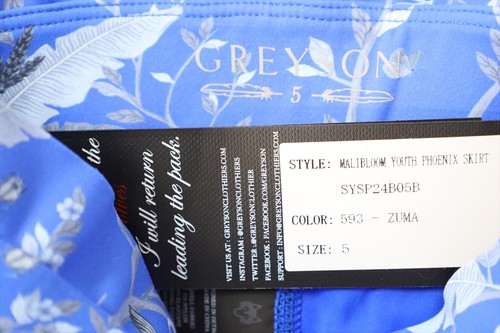 GREYSON
5
the
I will return
leading the pack.
VISIT US AT : GREYSONCLOTHIERS.COM
INSTAGRAM : @GREYSONCLOTHIERS
TWITTER : @GREYSONCLOTHIER
FACEBOOK : FACEBOOK.COM/GREYSON
SUPPORT : INFO@GREYSONCLOTHIERS.COM
STYLE: MALIBLOOM YOUTH PHOENIX SKIRT
SYSP24B05B
COLOR: 593 - ZUMA
SIZE: 5